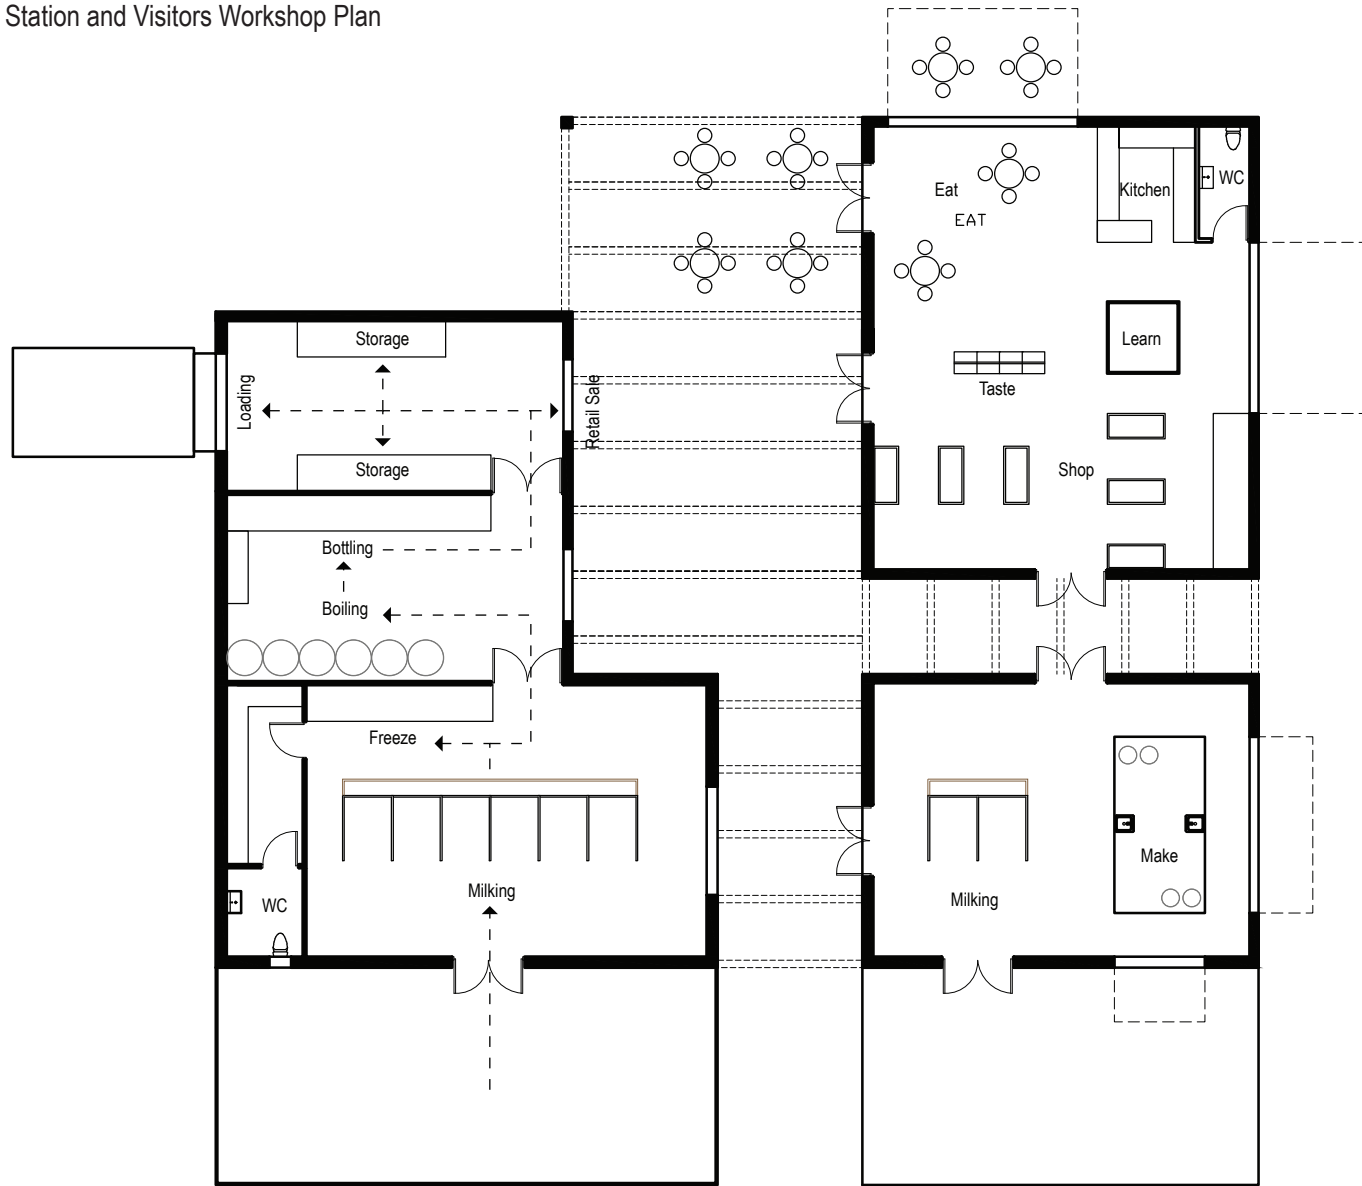 Station and Visitors Workshop Plan
Eat
EAT
Kitchen
WC
Storage
Learn
Loading
Retail Sale
Taste
Storage
Shop
Bottling
Boiling
Freeze
Milking
WC
Make
Milking